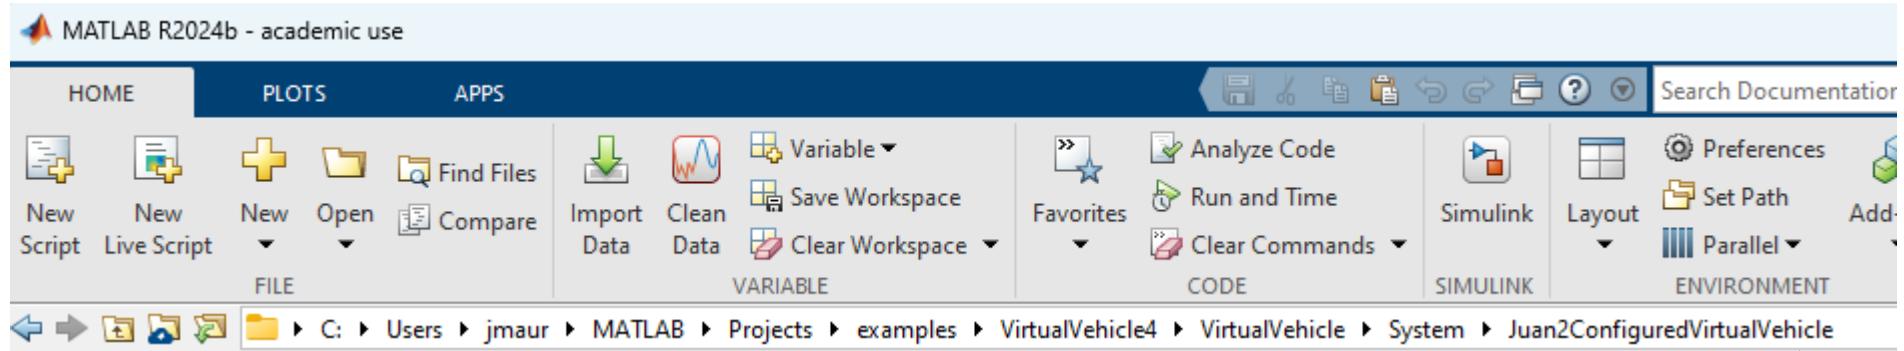 MATLAB R2024b - academic use
HOME PLOTS APPS Search Documentation
New Script New Live Script New Open Find Files Compare
FILE
Import Data Clean Data Variable Save Workspace Clear Workspace
VARIABLE
Favorites Analyze Code Run and Time Clear Commands
CODE
Simulink
SIMULINK
Layout Preferences Set Path Parallel
ENVIRONMENT
C: Users jmaur MATLAB Projects examples VirtualVehicle4 VirtualVehicle System Juan2ConfiguredVirtualVehicle